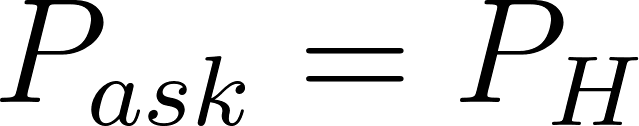 P_{ask} = P_H